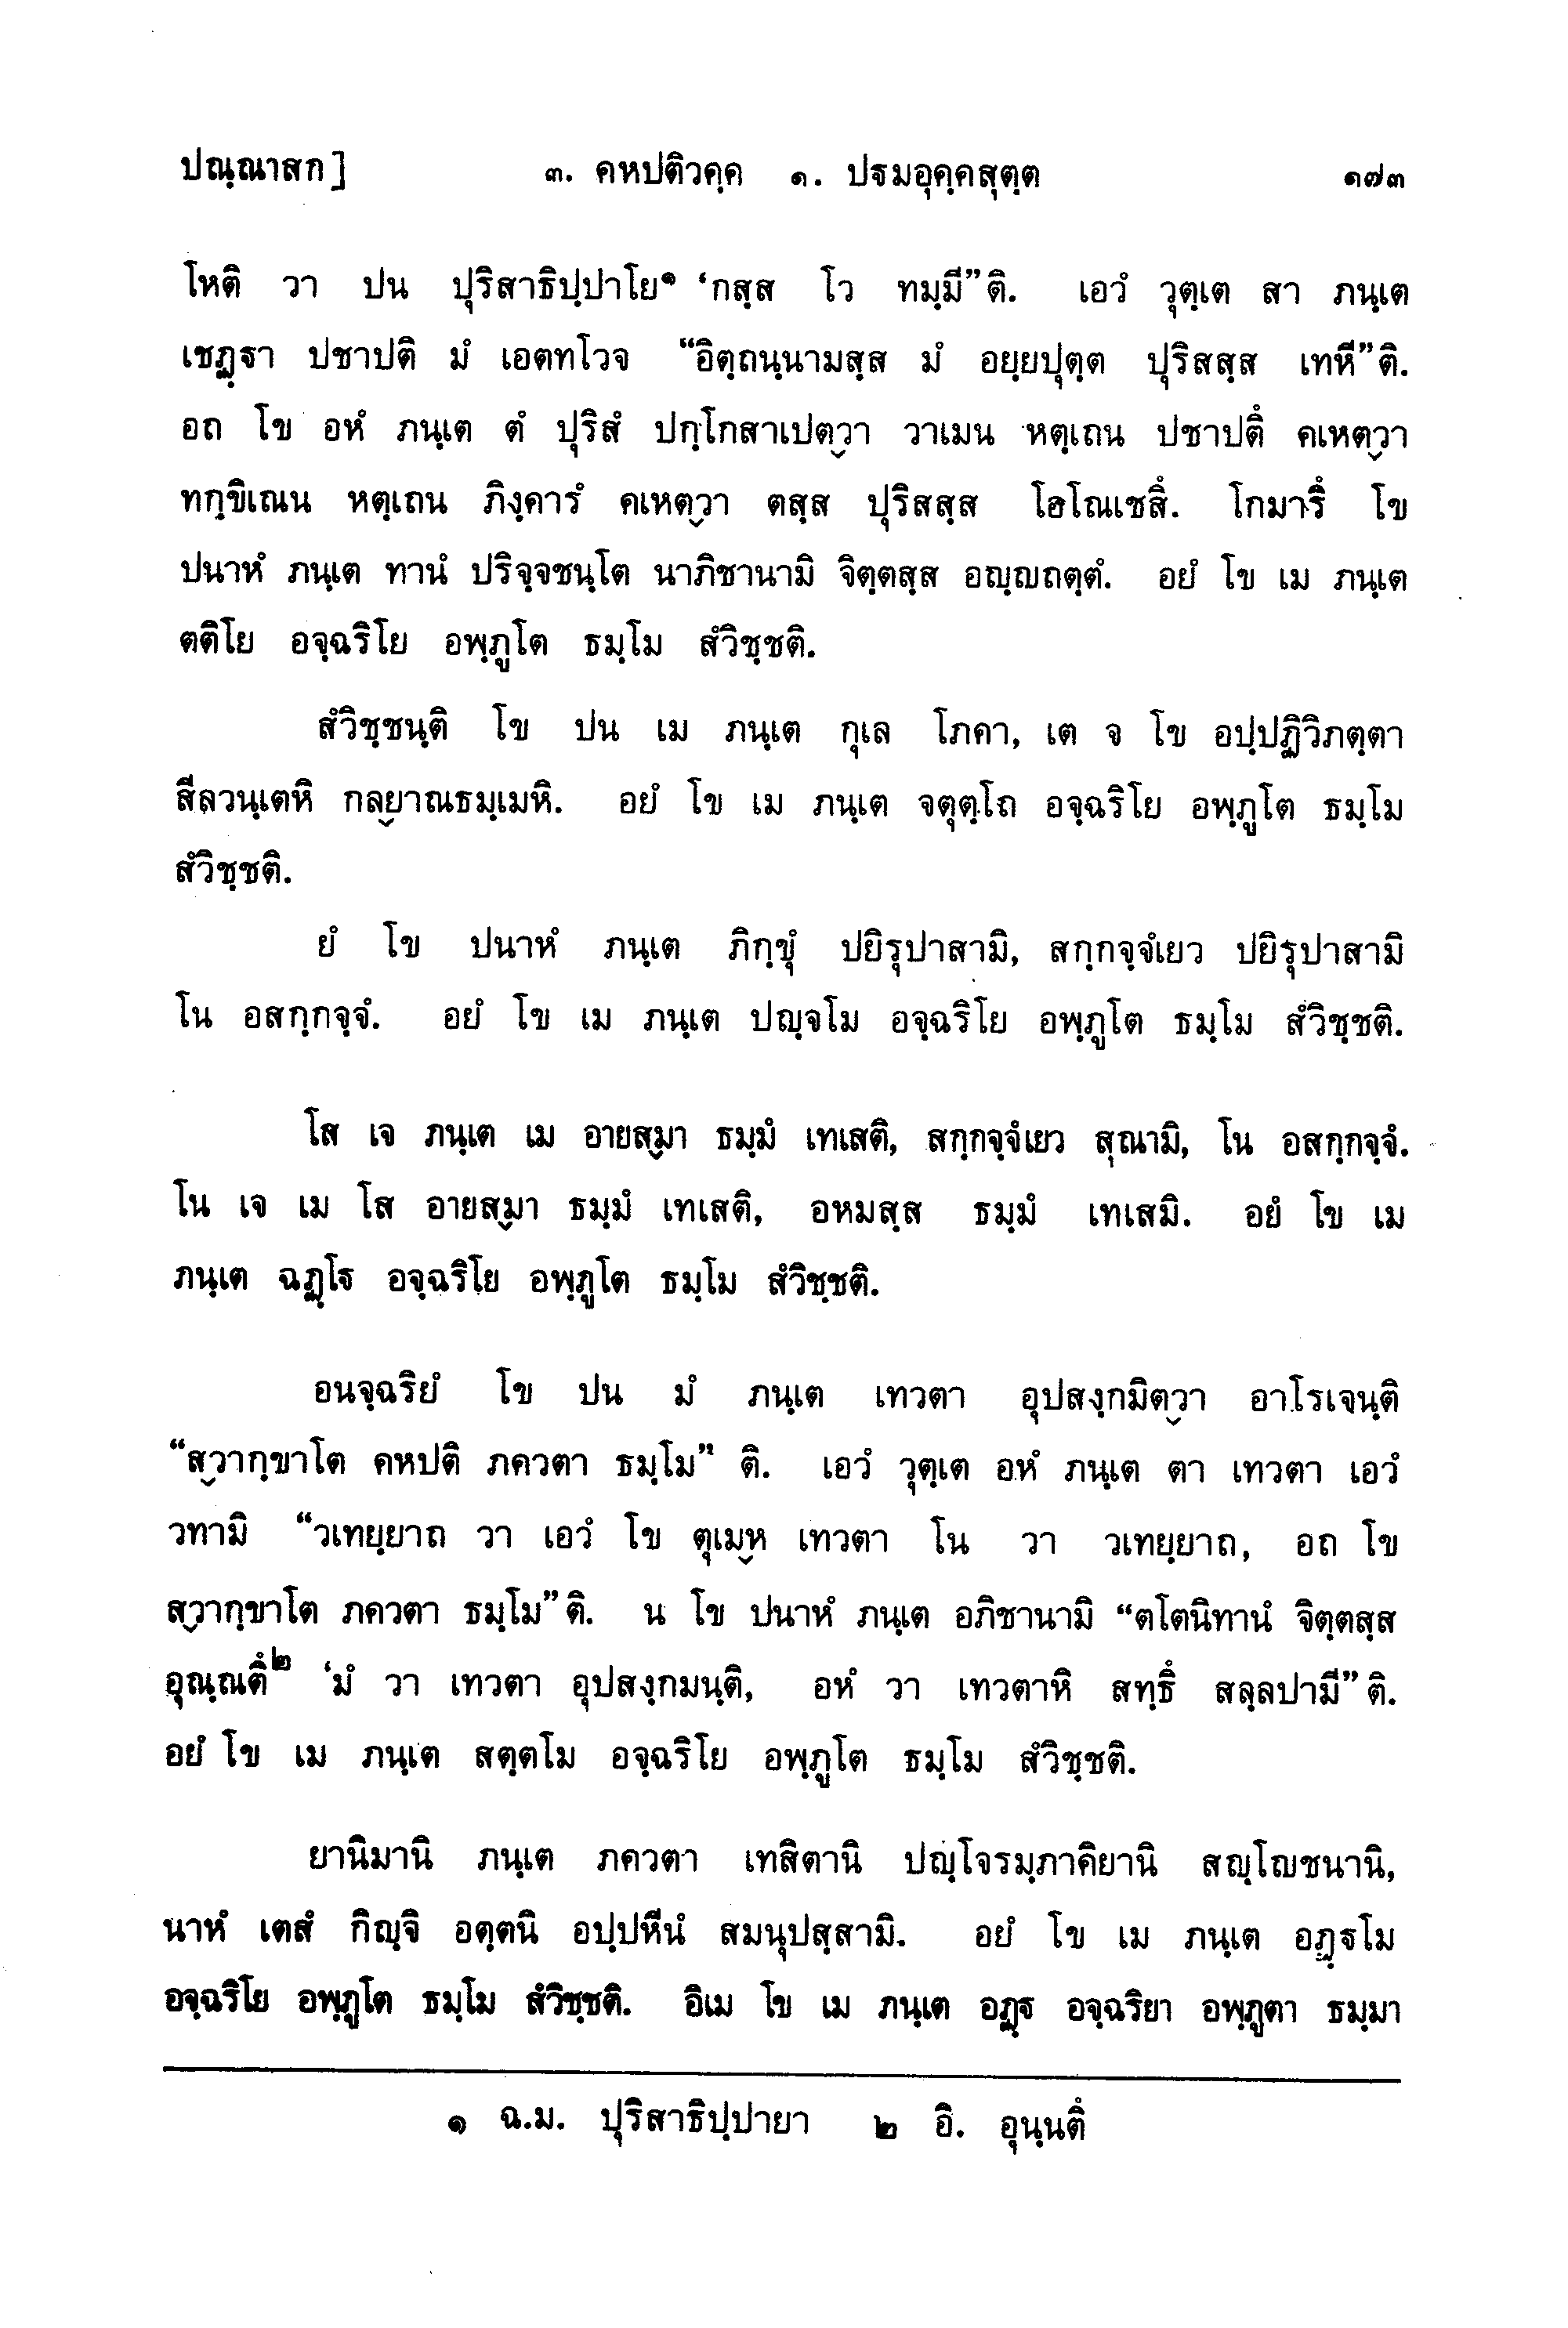 ปณฺณาสก]	๓. คหปติวคฺค ๑. ปฐมอุคฺคสุตฺต	๑๗๓
โหติ วา ปน ปุริสาธิปฺปาโย๑ ‘กสฺส โว ทมฺมี”ติ. เอวํ วุตฺเต สา ภนฺเต
เชฏฺฐา ปชาปติ มํ เอตทโวจ “อิตฺถนฺนามสฺส มํ อยฺยปุตฺต ปุริสสฺส เทหี”ติ.
อถ โข อหํ ภนฺเต ตํ ปุริสํ ปกฺโกสาเปตฺวา วาเมน หตฺเถน ปชาปตึ คเหตฺวา
ทกฺขิเณน หตฺเถน ภิงฺคารํ คเหตฺวา ตสฺส ปุริสสฺส โอโณเชสึ. โกมารึ โข
ปนาหํ ภนฺเต ทานํ ปริจฺจชนฺโต นาภิชานามิ จิตฺตสฺส อญฺญถตฺตํ. อยํ โข เม ภนฺเต
ตติโย อจฺฉริโย อพฺภูโต ธมฺโม สํวิชฺชติ.
สํวิชฺชนฺติ โข ปน เม ภนฺเต กุเล โภคา, เต จ โข อปฺปฏิวิภตฺตา
สีลวนฺเตหิ กลฺยาณธมฺเมหิ. อยํ โข เม ภนฺเต จตุตฺโถ อจฺฉริโย อพฺภูโต ธมฺโม
สํวิชฺชติ.
ยํ โข ปนาหํ ภนฺเต ภิกฺขุํ ปยิรุปาสามิ, สกฺกจฺจํเยว ปยิรุปาสามิ
โน อสกฺกจฺจํ. อยํ โข เม ภนฺเต ปญฺจโม อจฺฉริโย อพฺภูโต ธมฺโม สํวิชฺชติ.
โส เจ ภนฺเต เม อายสฺมา ธมฺมํ เทเสติ, สกฺกจฺจํเยว สุณามิ, โน อสกฺกจฺจํ.
โน เจ เม โส อายสฺมา ธมฺมํ เทเสติ, อหมสฺส ธมฺมํ เทเสมิ. อยํ โข เม
ภนฺเต ฉฏฺโฐ อจฺฉริโย อพฺภูโต ธมฺโม สํวิชฺชติ.
อนจฺฉริยํ โข ปน มํ ภนฺเต เทวตา อุปสงฺกมิตฺวา อาโรเจนฺติ
“สฺวากฺขาโต คหปติ ภควตา ธมฺโม” ติ. เอวํ วุตฺเต อหํ ภนฺเต ตา เทวตา เอวํ
วทามิ “วเทยฺยาถ วา เอวํ โข ตุเมฺห เทวตา โน วา วเทยฺยาถ, อถ โข
สฺวากฺขาโต ภควตา ธมฺโม”ติ. น โข ปนาหํ ภนฺเต อภิชานามิ “ตโตนิทานํ จิตฺตสฺส
อุณฺณตึ๒ ‘มํ วา เทวตา อุปสงฺกมนฺติ, อหํ วา เทวตาหิ สทฺธึ สลฺลปามี”ติ.
อยํ โข เม ภนฺเต สตฺตโม อจฺฉริโย อพฺภูโต ธมฺโม สํวิชฺชติ.
ยานิมานิ ภนฺเต ภควตา เทสิตานิ ปญฺโจรมฺภาคิยานิ สญฺโญชนานิ,
นาหํ เตสํ กิญฺจิ อตฺตนิ อปฺปหีนํ สมนุปสฺสามิ. อยํ โข เม ภนฺเต อฏฺฐโม
อจฺฉริโย อพฺภูโต ธมฺโม สํวิชฺชติ. อิเม โข เม ภนฺเต อฏฺฐ อจฺฉริยา อพฺภูตา ธมฺมา
๑ ฉ.ม. ปุริสาธิปฺปายา ๒ อิ. อุนฺนตึ